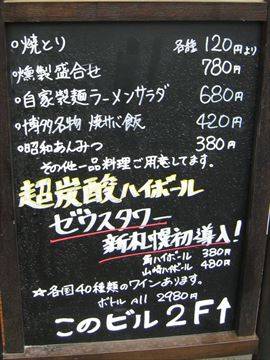 ○焼とり 各種 120円より
○燻製盛合せ 780円
○自家製麺ラーメンサラダ 680円
○博多名物 焼サバ飯 420円
○昭和あんみつ 380円
その他一品料理ご用意してます。
超炭酸ハイボール
ゼウスタワー
新札幌初導入!
角ハイボール 380円
山崎ハイボール 480円
☆各国40種類のワインあります。
ボトル All 2980円
このビル2F↑